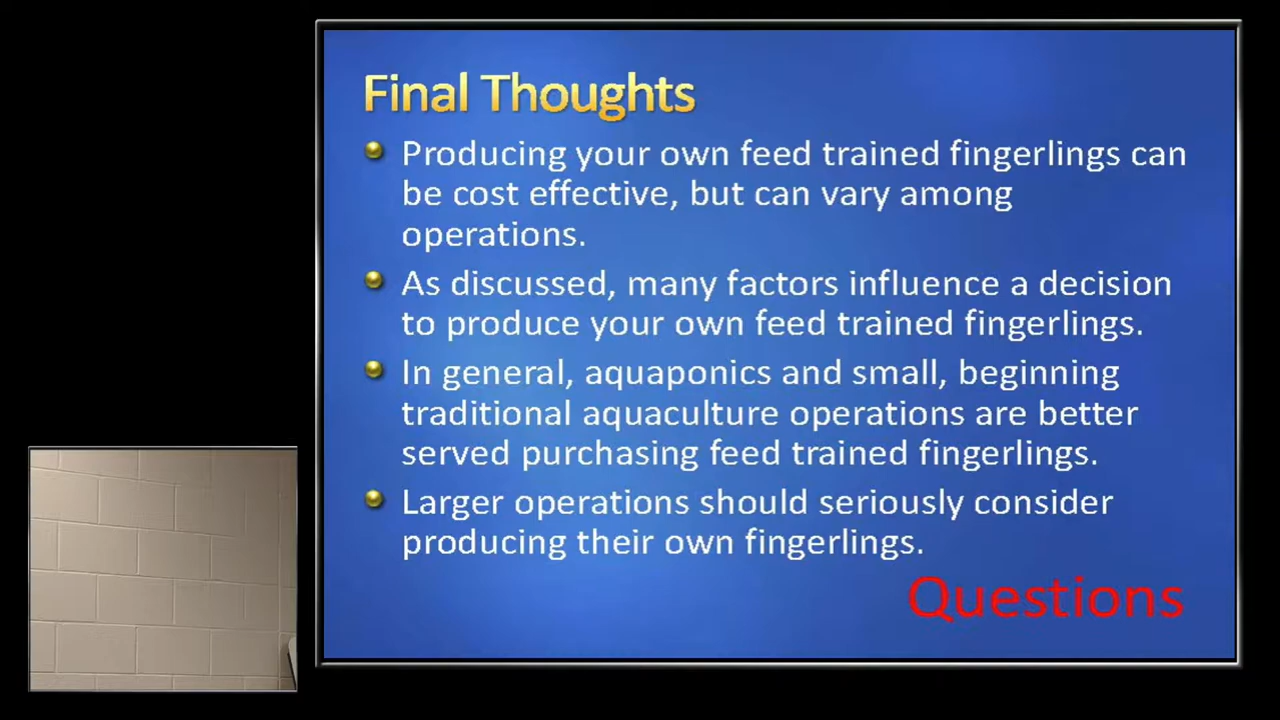 Final Thoughts
Producing your own feed trained fingerlings can
be cost effective, but can vary among
operations.
As discussed, many factors influence a decision
to produce your own feed trained fingerlings.
In general, aquaponics and small, beginning
traditional aquaculture operations are better
served purchasing feed trained fingerlings.
Larger operations should seriously consider
producing their own fingerlings.
Questions